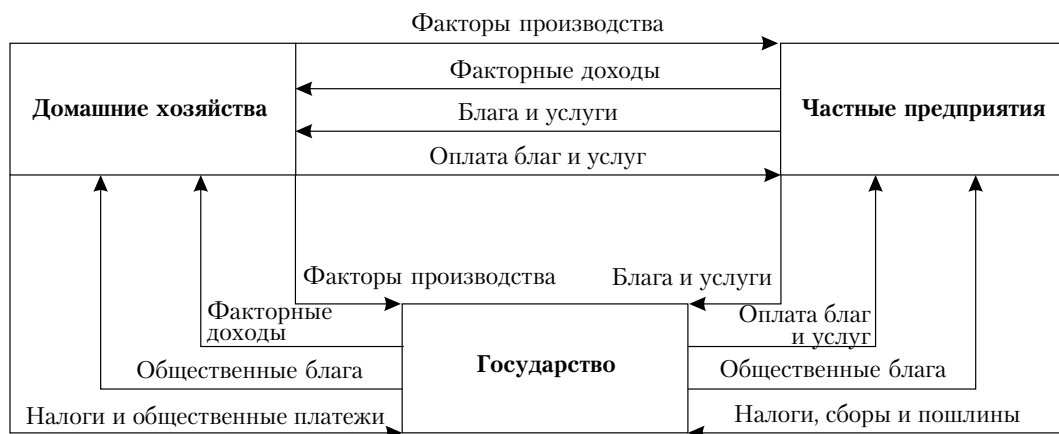 Факторы производства
Факторные доходы
Домашние хозяйства
Частные предприятия
Блага и услуги
Оплата благ и услуг
Факторы производства
Блага и услуги
Факторные
доходы
Оплата благ
и услуг
Государство
Общественные блага
Общественные блага
Налоги и общественные платежи
Налоги, сборы и пошлины